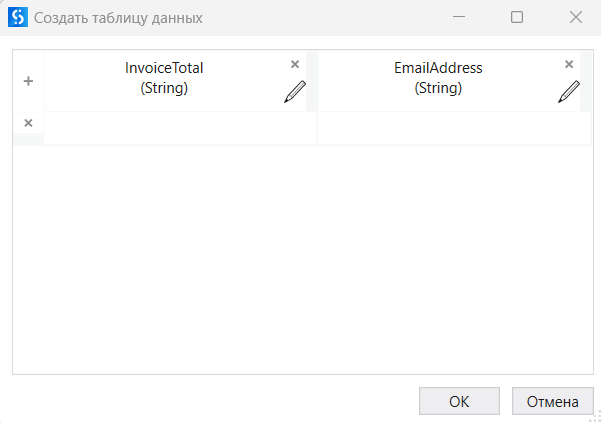 Создать таблицу данных
InvoiceTotal
(String)
EmailAddress
(String)
OK
Отмена